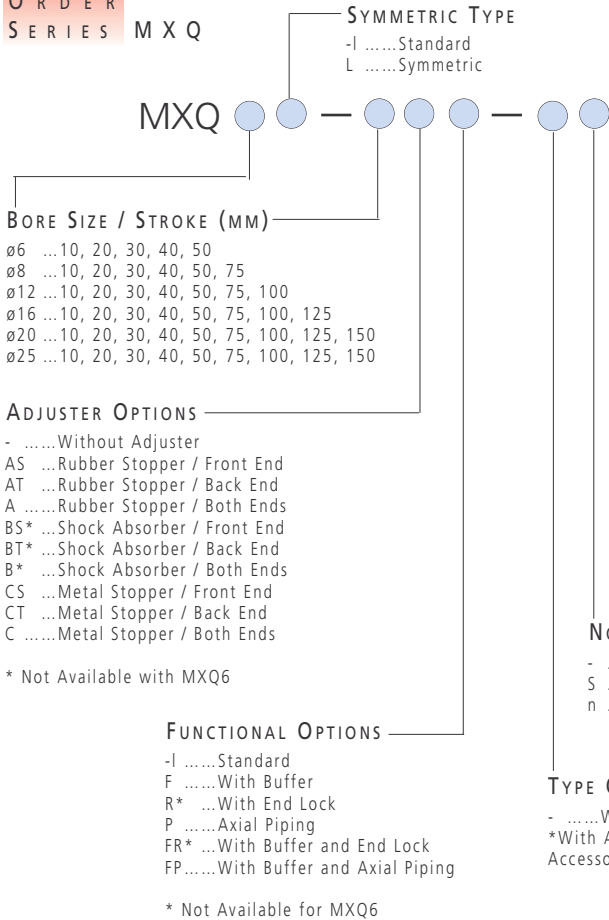 ORDER
SERIES MXQ
SYMMETRIC TYPE
-l ......Standard
L ......Symmetric
MXQ — —
BORE SIZE / STROKE (MM)
ø6 ...10, 20, 30, 40, 50
ø8 ...10, 20, 30, 40, 50, 75
ø12 ...10, 20, 30, 40, 50, 75, 100
ø16 ...10, 20, 30, 40, 50, 75, 100, 125
ø20 ...10, 20, 30, 40, 50, 75, 100, 125, 150
ø25 ...10, 20, 30, 40, 50, 75, 100, 125, 150
ADJUSTER OPTIONS
- ......Without Adjuster
AS ...Rubber Stopper / Front End
AT ...Rubber Stopper / Back End
A ......Rubber Stopper / Both Ends
BS* ...Shock Absorber / Front End
BT* ...Shock Absorber / Back End
B* ...Shock Absorber / Both Ends
CS ...Metal Stopper / Front End
CT ...Metal Stopper / Back End
C ......Metal Stopper / Both Ends
* Not Available with MXQ6
-
S
n
FUNCTIONAL OPTIONS
-l ......Standard
F ......With Buffer
R* ...With End Lock
P ......Axial Piping
FR* ...With Buffer and End Lock
FP......With Buffer and Axial Piping
* Not Available for MXQ6
TYPE
- ......
*With